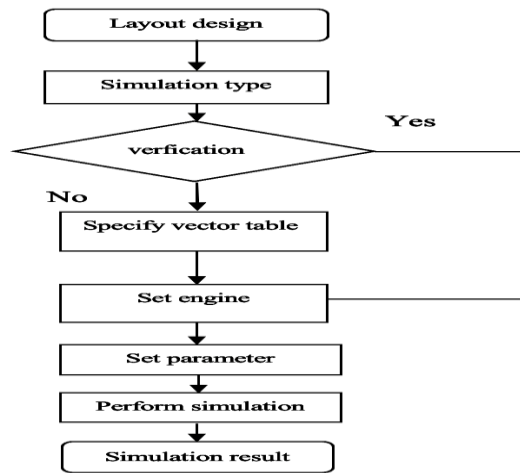 Layout design
Simulation type
Yes
verfication
No
Specify vector table
Set engine
Set parameter
Perform simulation
Simulation result